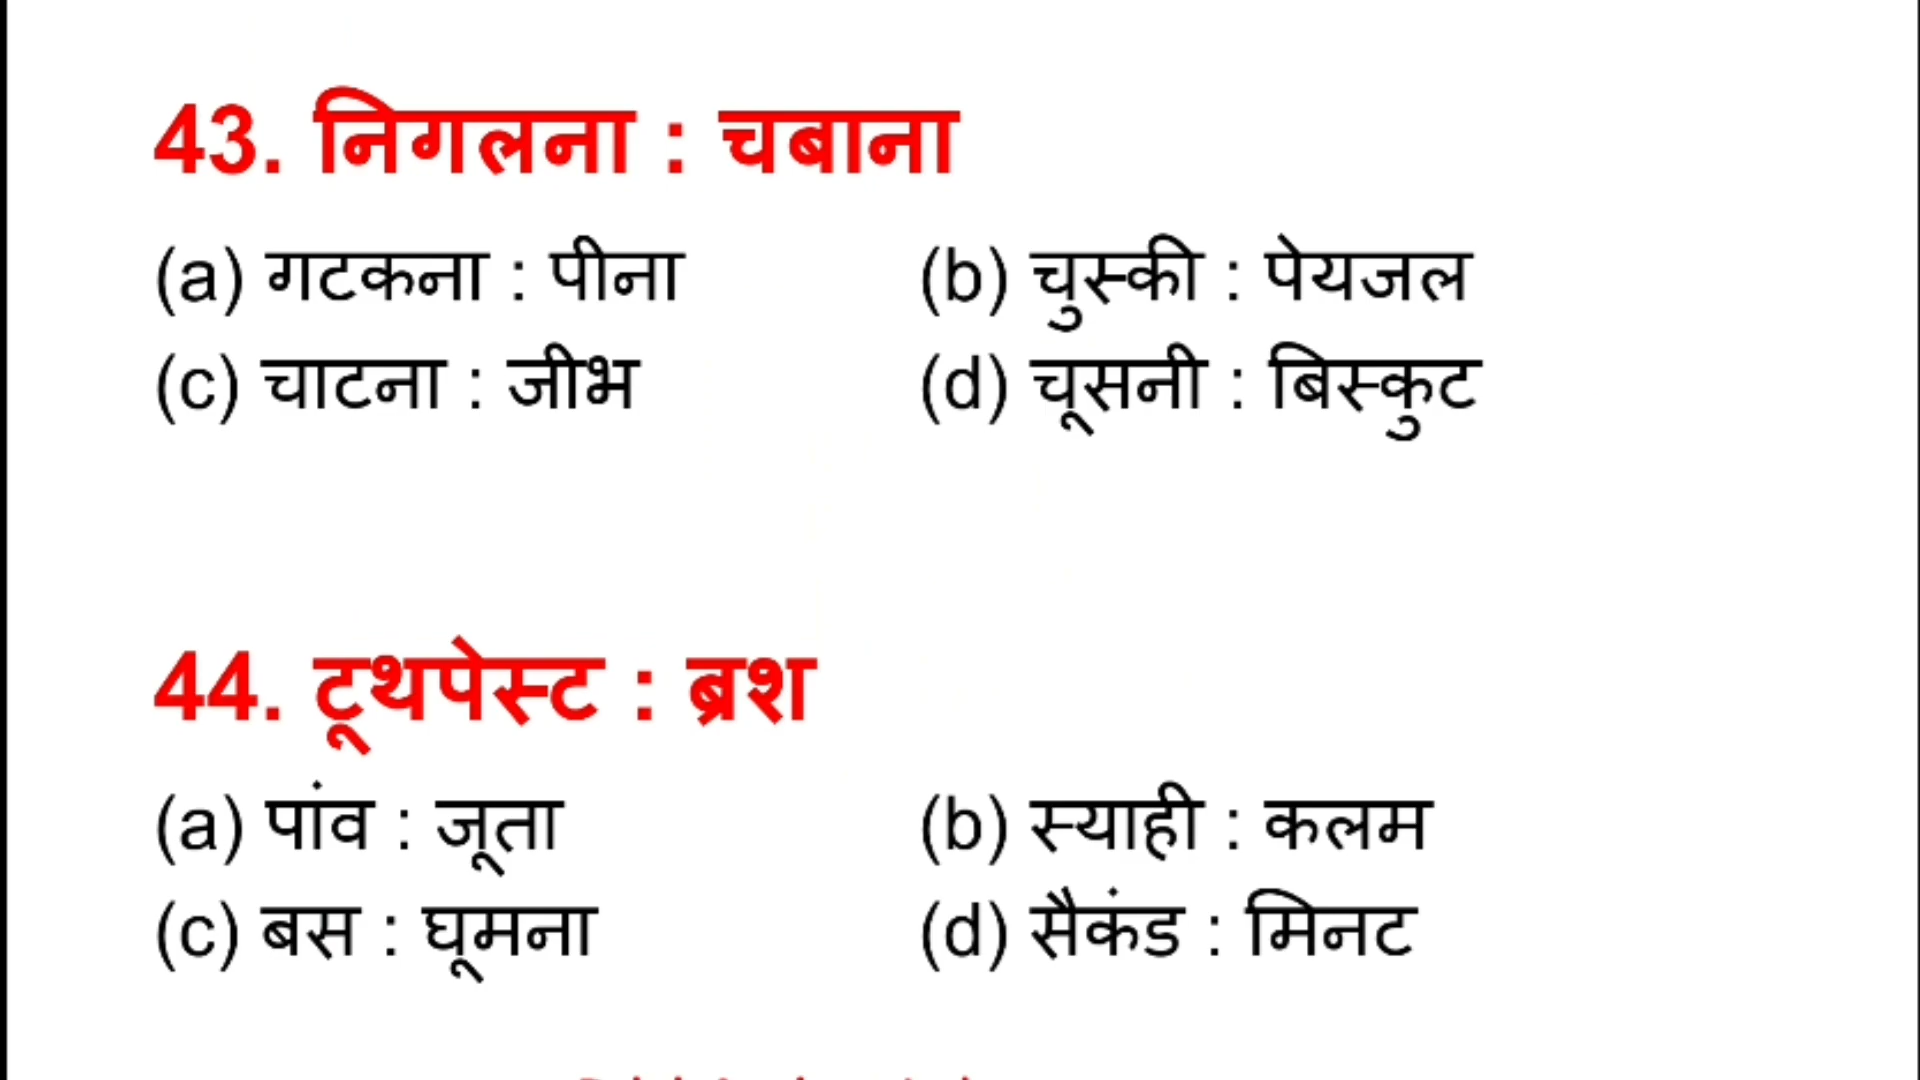 43. निगलना : चबाना
(a) गटकना : पीना (b) चुस्की : पेयजल
(c) चाटना : जीभ (d) चूसनी : बिस्कुट
44. टूथपेस्ट : ब्रश
(a) पांव : जूता (b) स्याही : कलम
(c) बस : घूमना (d) सैकंड : मिनट